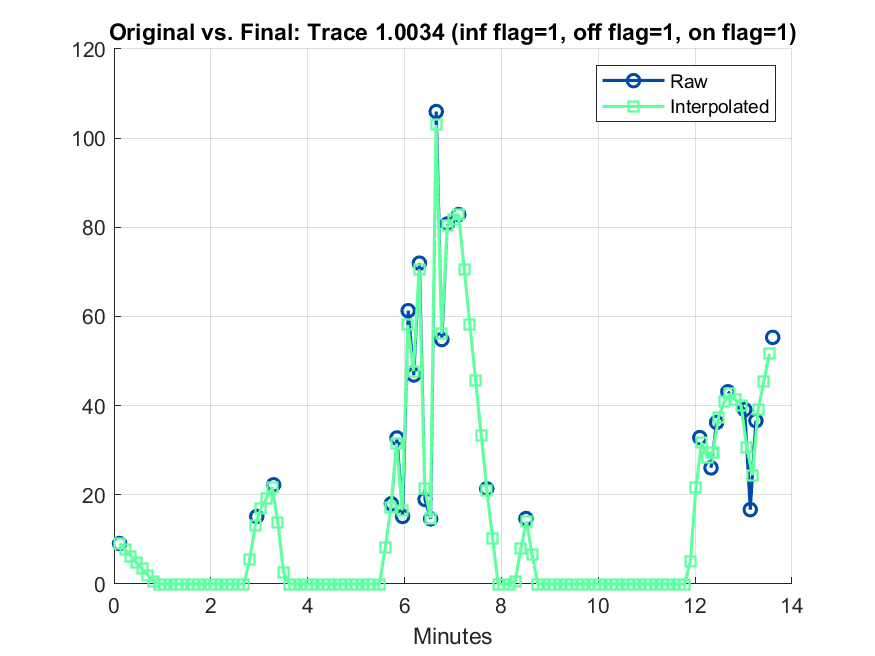 Original vs. Final: Trace 1.0034 (inf flag=1, off flag=1, on flag=1)
Raw
Interpolated
120
100
80
60
40
20
0
0 2 4 6 8 10 12 14
Minutes